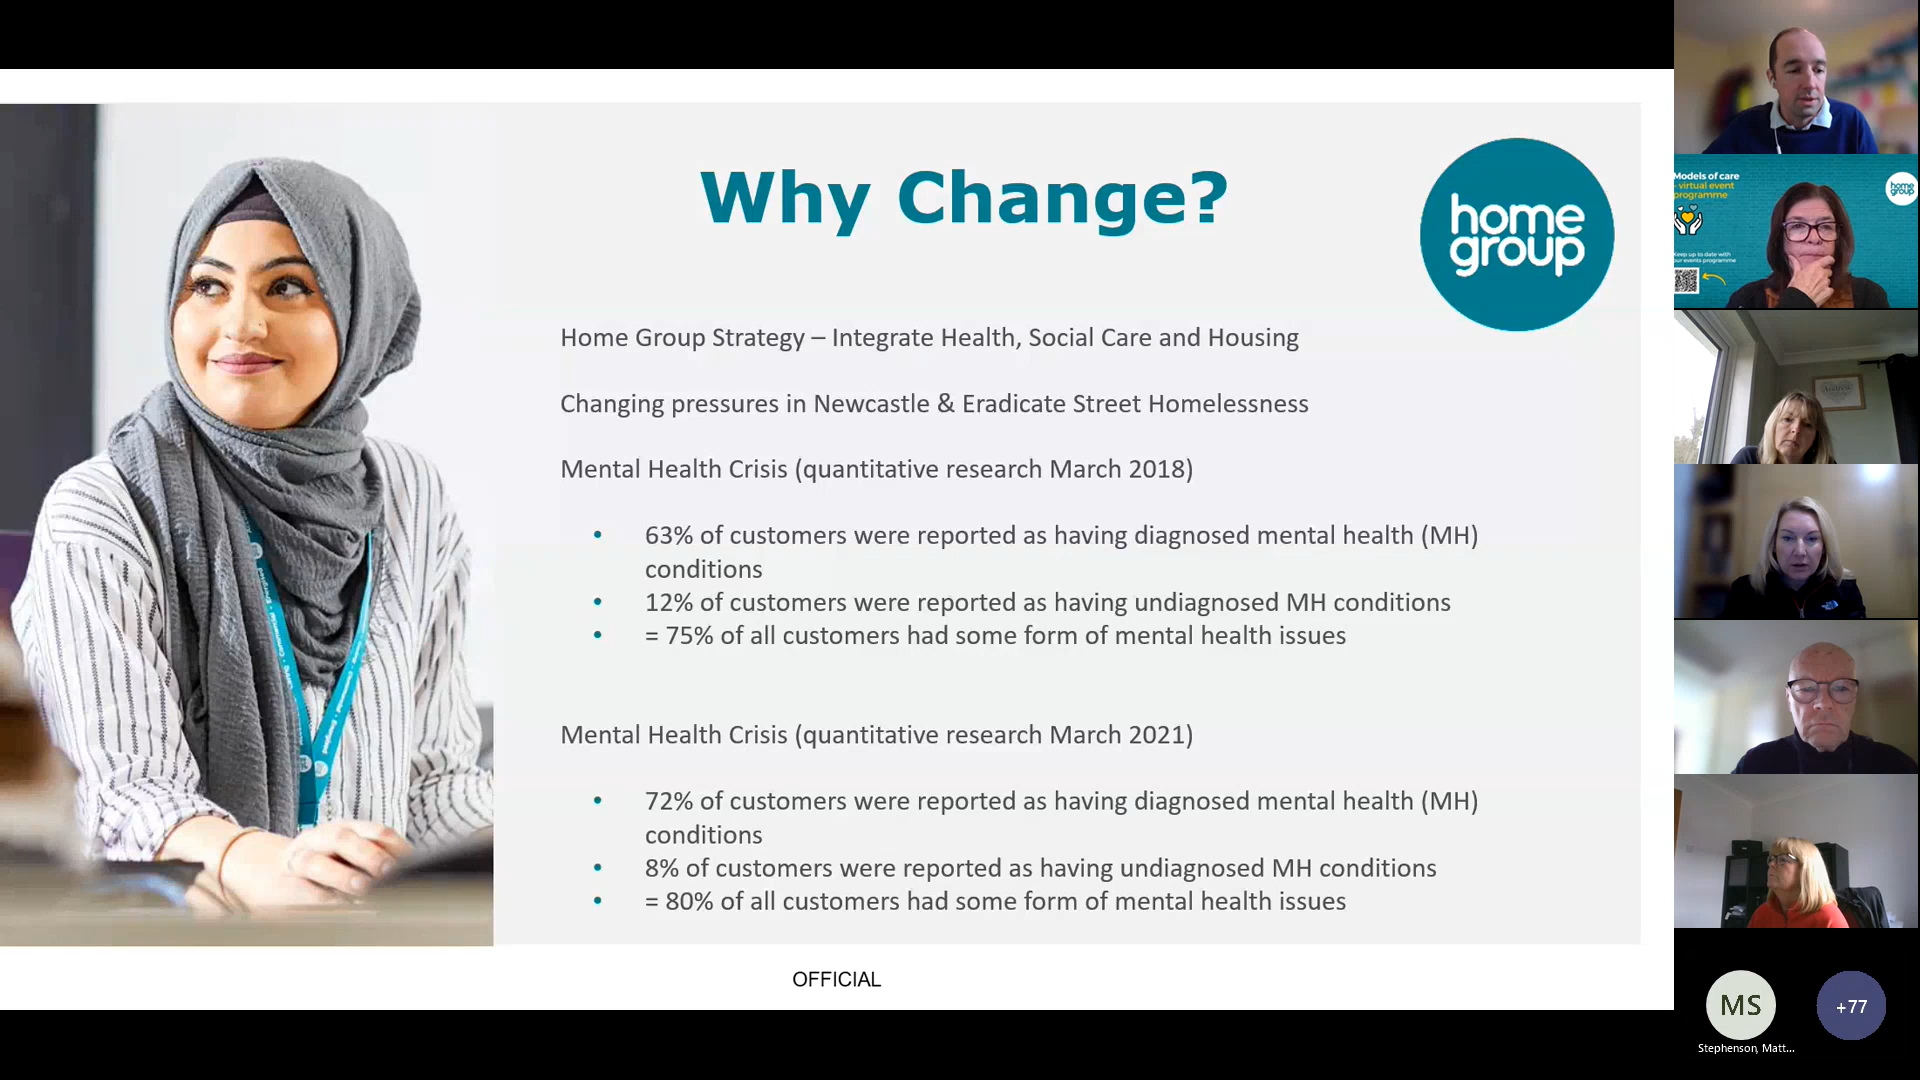 Why Change?
home
group
Home Group Strategy – Integrate Health, Social Care and Housing
Changing pressures in Newcastle & Eradicate Street Homelessness
Mental Health Crisis (quantitative research March 2018)
• 63% of customers were reported as having diagnosed mental health (MH)
conditions
• 12% of customers were reported as having undiagnosed MH conditions
• = 75% of all customers had some form of mental health issues
Mental Health Crisis (quantitative research March 2021)
• 72% of customers were reported as having diagnosed mental health (MH)
conditions
• 8% of customers were reported as having undiagnosed MH conditions
• = 80% of all customers had some form of mental health issues
OFFICIAL
Models of care
- virtual event
programme
home
group
Keep up to date with
our events programme
MS
+77
Stephenson, Matt...